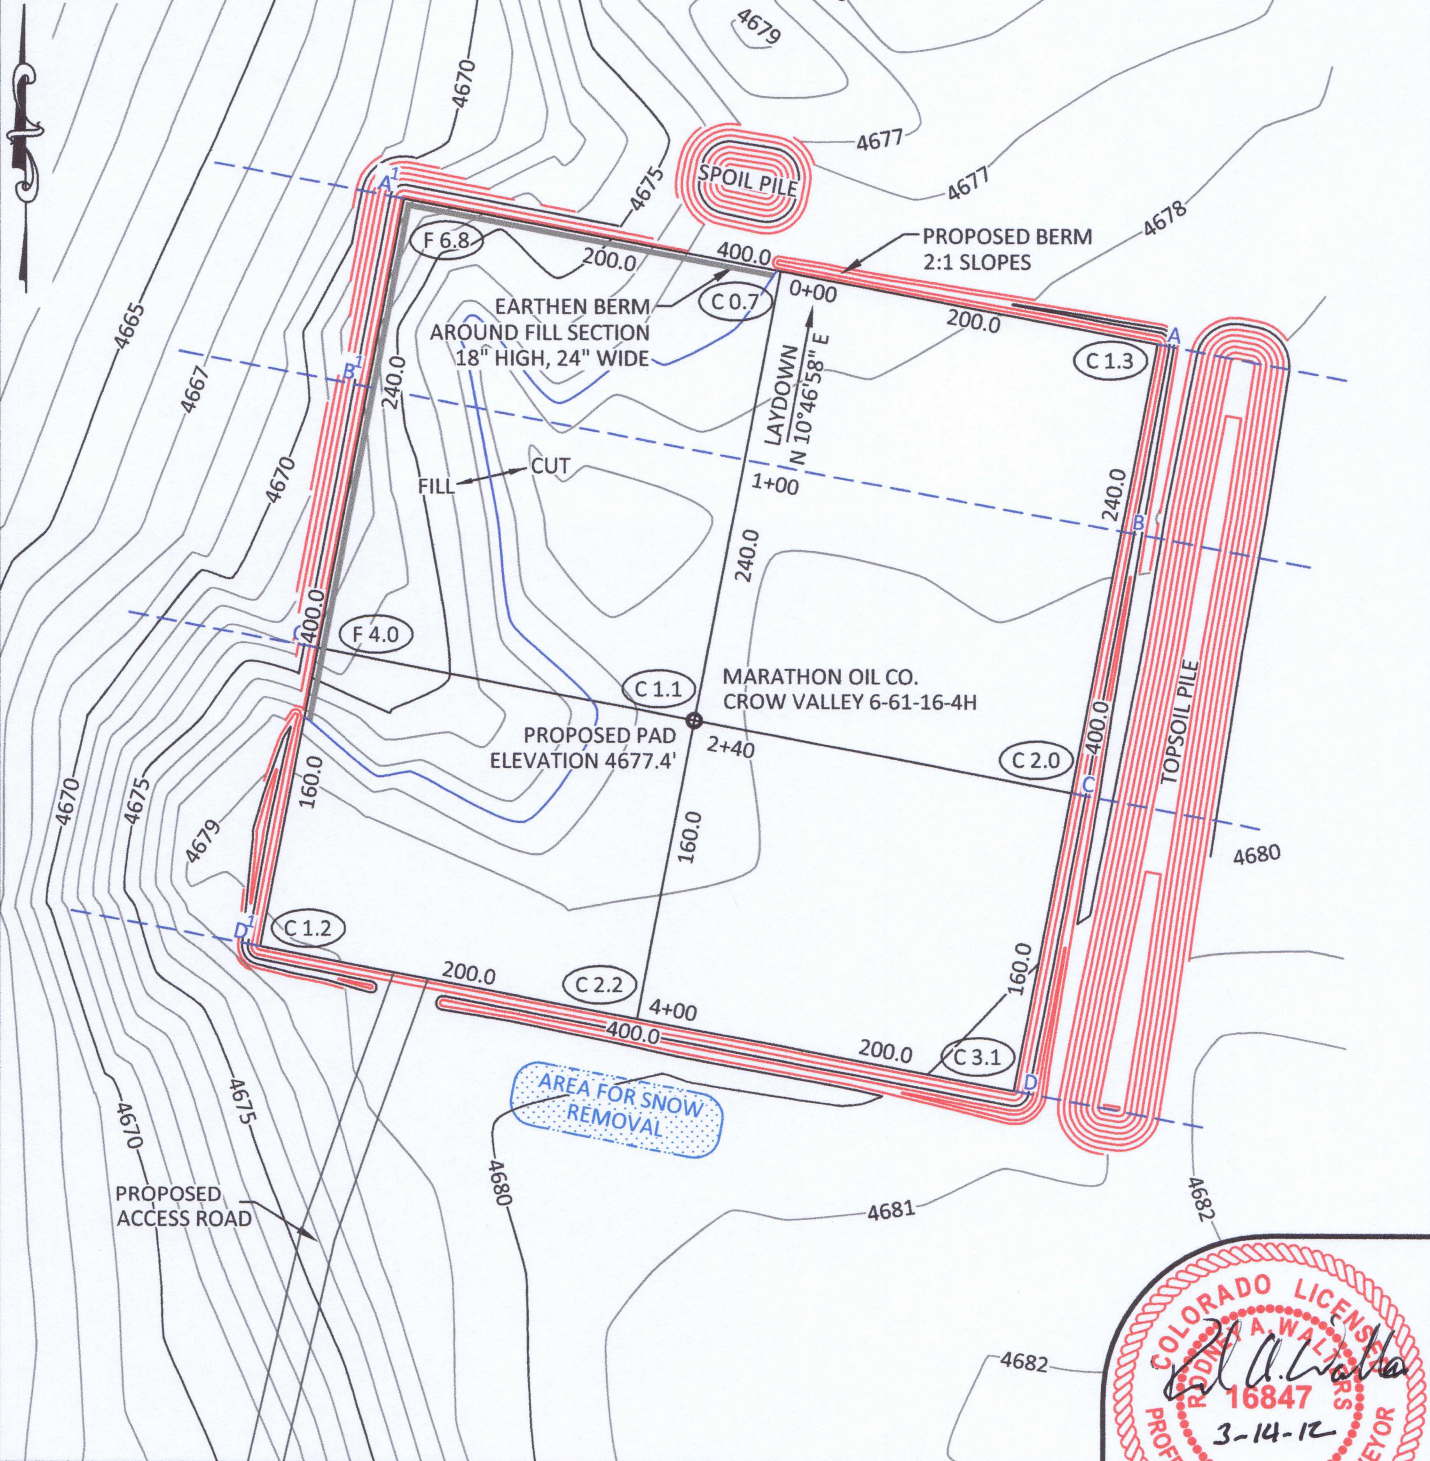 4679
4670
4677
4675
SPOIL PILE
4677
4678
A1
F 6.8
200.0
400.0
PROPOSED BERM
2:1 SLOPES
EARTHEN BERM
AROUND FILL SECTION
18" HIGH, 24" WIDE
C 0.7
0+00
200.0
A
C 1.3
4665
4667
B1
240.0
LAYDOWN
N 10°46'58" E
4670
FILL
CUT
1+00
240.0
B
240.0
400.0
F 4.0
C 1.1
MARATHON OIL CO.
CROW VALLEY 6-61-16-4H
PROPOSED PAD
ELEVATION 4677.4'
2+40
C 2.0
400.0
C
TOPSOIL PILE
160.0
4670
4675
4679
160.0
4680
D1
C 1.2
200.0
C 2.2
4+00
400.0
160.0
200.0
C 3.1
D
AREA FOR SNOW
REMOVAL
4675
4670
4680
PROPOSED
ACCESS ROAD
4681
4682
4682
COLORADO LICENSED
RODNEY A. WALTERS
16847
3-14-12